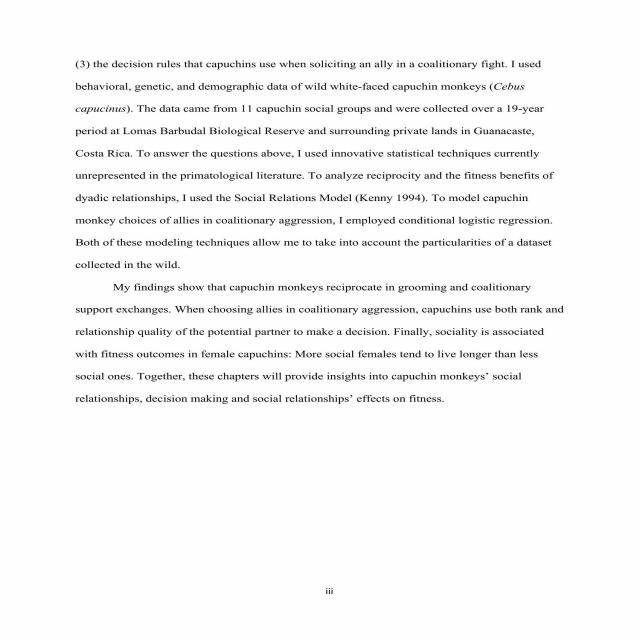 (3) the decision rules that capuchins use when soliciting an ally in a coalitionary fight. I used
behavioral, genetic, and demographic data of wild white-faced capuchin monkeys (Cebus
capucinus). The data came from 11 capuchin social groups and were collected over a 19-year
period at Lomas Barbudal Biological Reserve and surrounding private lands in Guanacaste,
Costa Rica. To answer the questions above, I used innovative statistical techniques currently
unrepresented in the primatological literature. To analyze reciprocity and the fitness benefits of
dyadic relationships, I used the Social Relations Model (Kenny 1994). To model capuchin
monkey choices of allies in coalitionary aggression, I employed conditional logistic regression.
Both of these modeling techniques allow me to take into account the particularities of a dataset
collected in the wild.
My findings show that capuchin monkeys reciprocate in grooming and coalitionary
support exchanges. When choosing allies in coalitionary aggression, capuchins use both rank and
relationship quality of the potential partner to make a decision. Finally, sociality is associated
with fitness outcomes in female capuchins: More social females tend to live longer than less
social ones. Together, these chapters will provide insights into capuchin monkeys’ social
relationships, decision making and social relationships’ effects on fitness.
iii